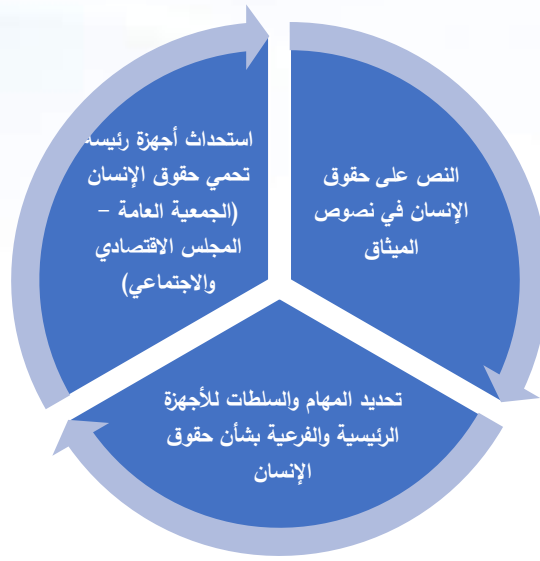 النص على حقوق
الإنسان في نصوص
الميثاق
تحديد المهام والسلطات للأجهزة
الرئيسية والفرعية بشأن حقوق
الإنسان
استحداث أجهزة رئيسة
تحمي حقوق الإنسان
(الجمعية العامة –
المجلس الاقتصادي
والاجتماعي)